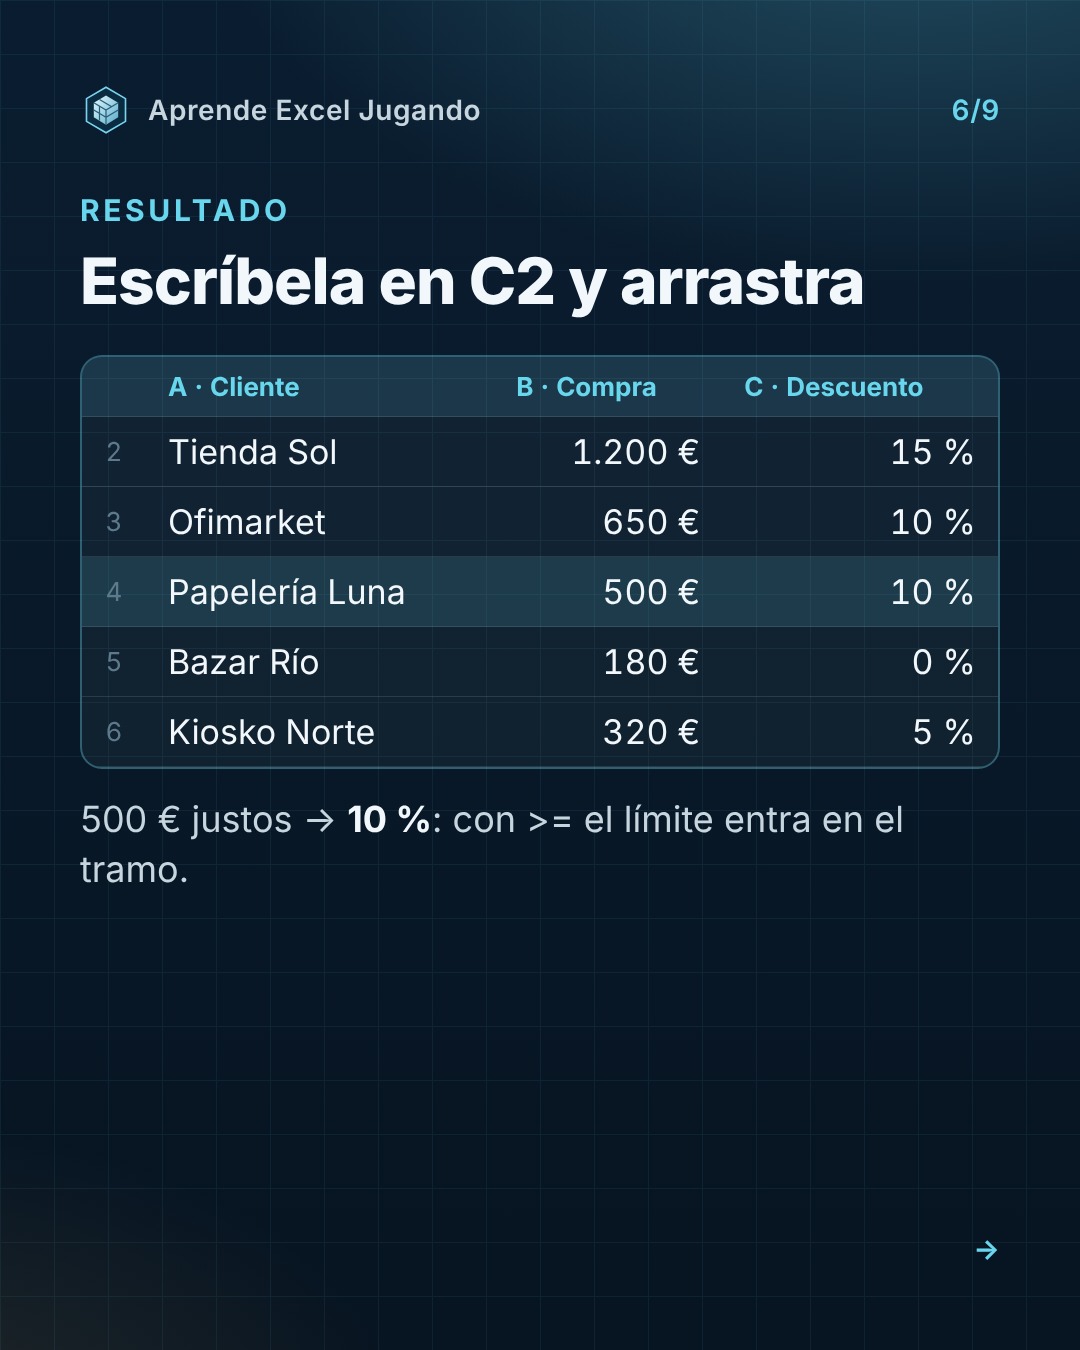 Aprende Excel Jugando
6/9
RESULTADO
Escríbela en C2 y arrastra
A · Cliente B · Compra C · Descuento
2 Tienda Sol 1.200 € 15 %
3 Ofimarket 650 € 10 %
4 Papelería Luna 500 € 10 %
5 Bazar Río 180 € 0 %
6 Kiosko Norte 320 € 5 %
500 € justos → 10 %: con >= el límite entra en el
tramo.
→